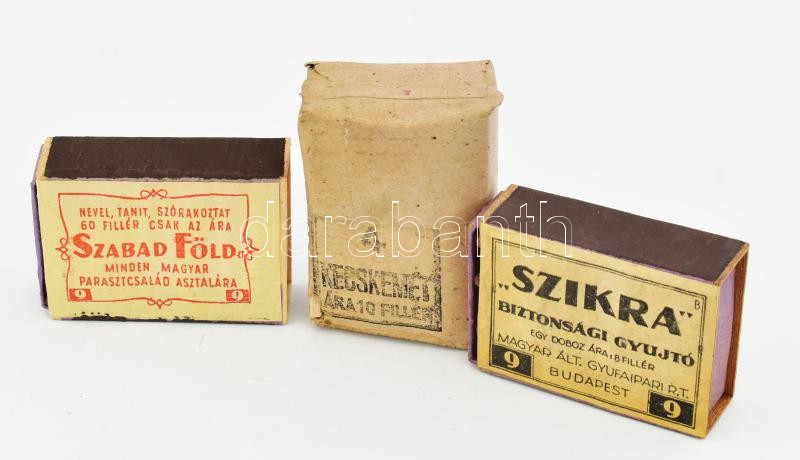 NEVEL, TANIT, SZÓRAKOZTAT
60 FILLÉR CSAK AZ ÁRA
SZABAD FÖLD-
MINDEN MAGYAR
PARASZTCSALÁD ASZTALÁRA
9 9
4
KECSKEMÉT
ÁRA 10 FILLÉR
B
"SZIKRA"
BIZTONSÁGI GYUJTÓ
EGY DOBOZ ÁRA: 8 FILLÉR
MAGYAR ÁLT. GYUFAIPARI R.T.
9 BUDAPEST 9
darabanth